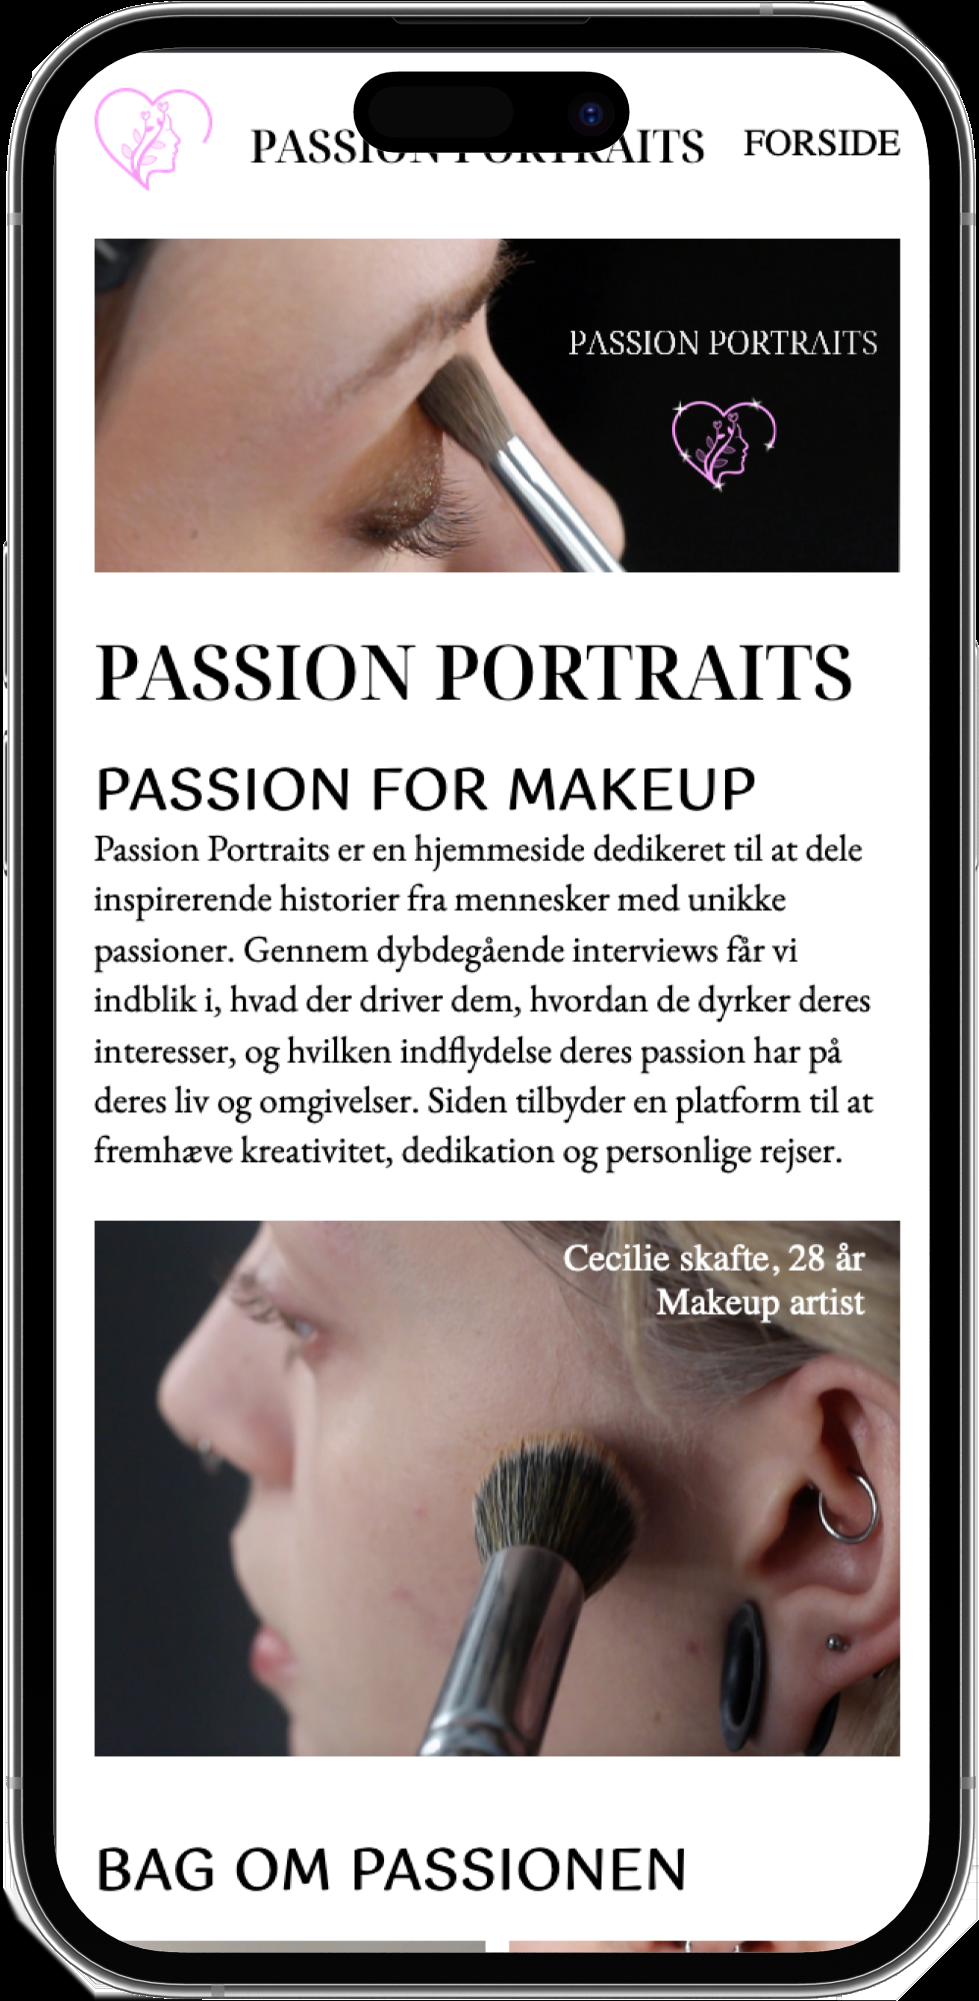 PASSION PORTRAITS FORSIDE
PASSION PORTRAITS
PASSION PORTRAITS
PASSION FOR MAKEUP
Passion Portraits er en hjemmeside dedikeret til at dele
inspirerende historier fra mennesker med unikke
passioner. Gennem dybdegående interviews får vi
indblik i, hvad der driver dem, hvordan de dyrker deres
interesser, og hvilken indflydelse deres passion har på
deres liv og omgivelser. Siden tilbyder en platform til at
fremhæve kreativitet, dedikation og personlige rejser.
Cecilie skafte, 28 år
Makeup artist
BAG OM PASSIONEN